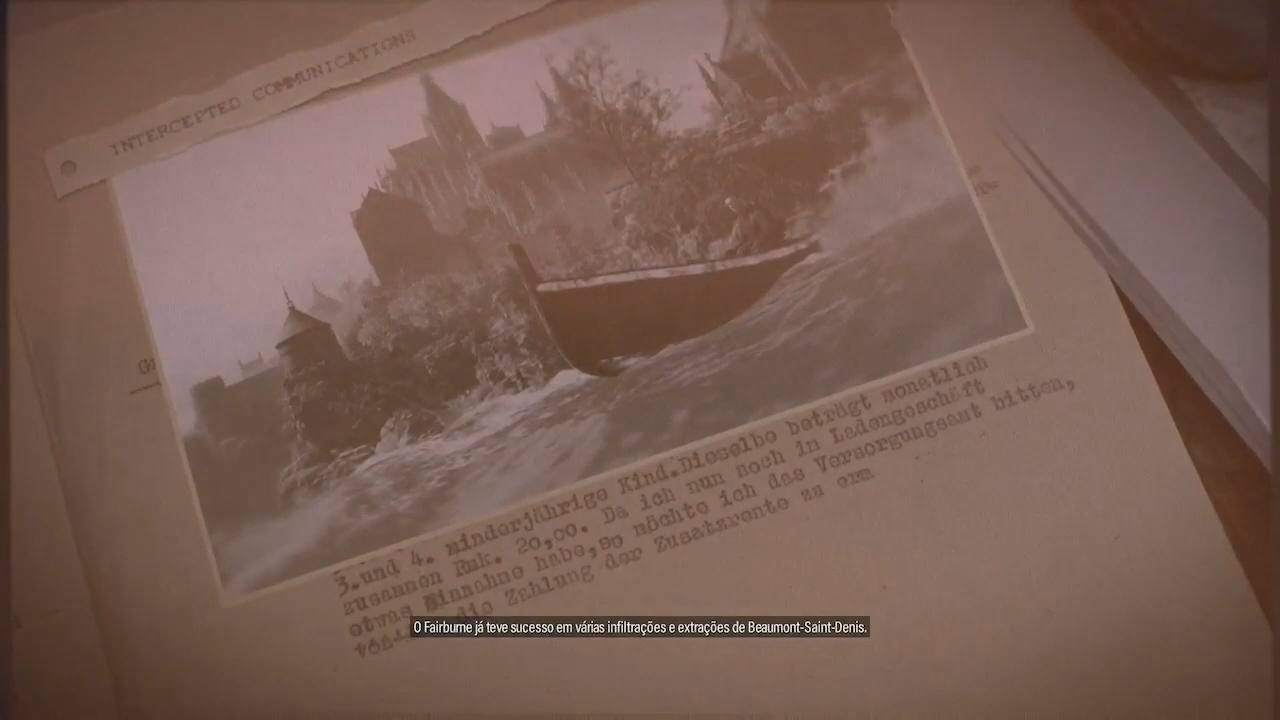 INTERCEPTED COMMUNICATIONS
3.und 4. minderjährige Kind.Dieselbe beträgt monatlich
zusammen Rmk. 20,00. Da ich nun noch in Ladengeschäft
etwas Einnahme habe,so möchte ich das Versorgungsamt bitten,
die Zahlung der Zusatzrente zu erm
O Fairburne já teve sucesso em várias infiltrações e extrações de Beaumont-Saint-Denis.